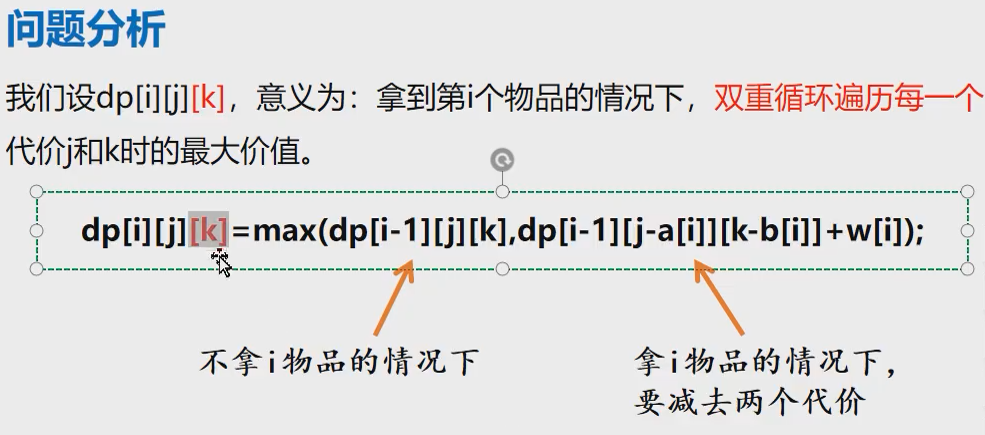 问题分析
我们设dp[i][j][k]，意义为：拿到第i个物品的情况下，双重循环遍历每一个
代价j和k时的最大价值。
dp[i][j][k]=max(dp[i-1][j][k],dp[i-1][j-a[i]][k-b[i]]+w[i]);
不拿i物品的情况下
拿i物品的情况下，
要减去两个代价